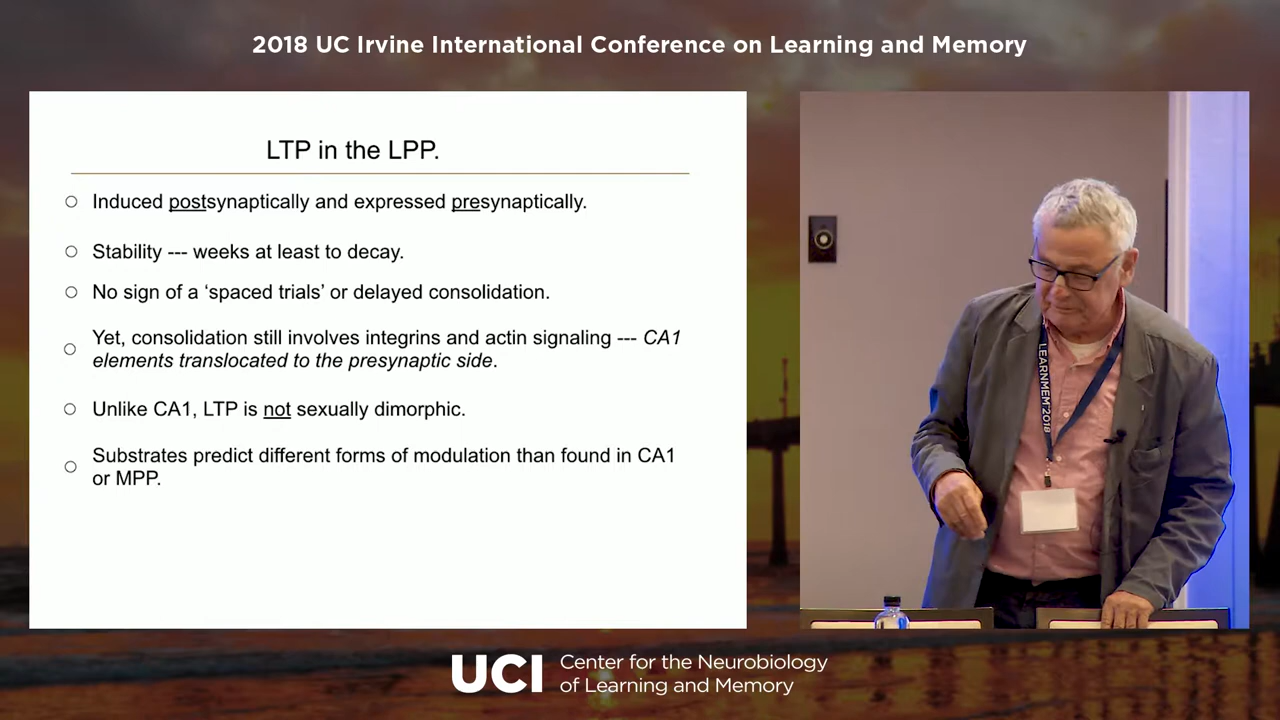 2018 UC Irvine International Conference on Learning and Memory
LTP in the LPP.
Induced postsynaptically and expressed presynaptically.
Stability --- weeks at least to decay.
No sign of a ‘spaced trials’ or delayed consolidation.
Yet, consolidation still involves integrins and actin signaling --- CA1
elements translocated to the presynaptic side.
Unlike CA1, LTP is not sexually dimorphic.
Substrates predict different forms of modulation than found in CA1
or MPP.
LEARNMEM 2018
UCI Center for the Neurobiology
of Learning and Memory